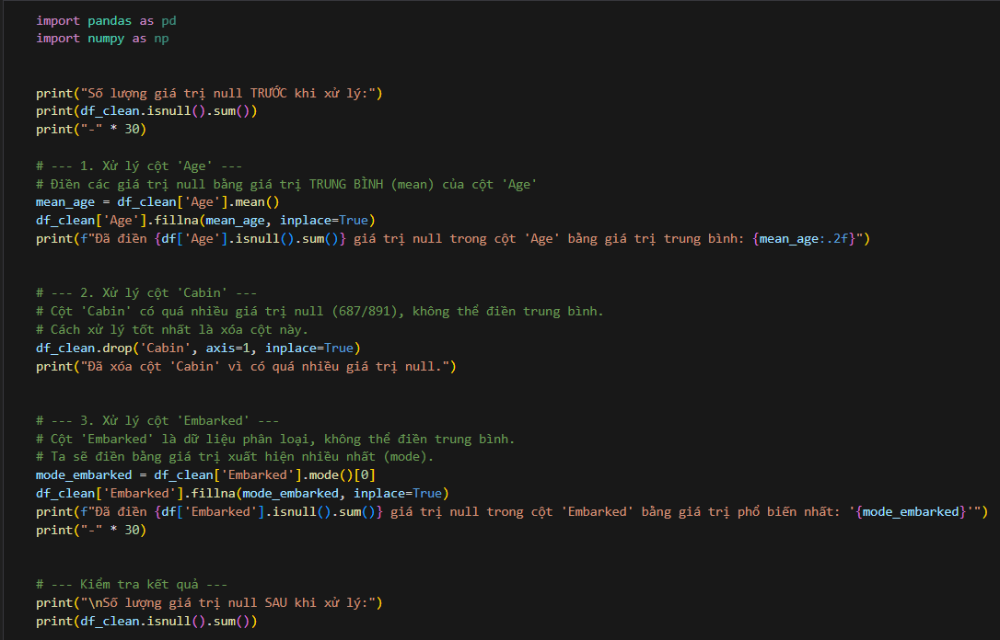 import pandas as pd
import numpy as np
print("Số lượng giá trị null TRƯỚC khi xử lý:")
print(df_clean.isnull().sum())
print("-" * 30)
# --- 1. Xử lý cột 'Age' ---
# Điền các giá trị null bằng giá trị TRUNG BÌNH (mean) của cột 'Age'
mean_age = df_clean['Age'].mean()
df_clean['Age'].fillna(mean_age, inplace=True)
print(f"Đã điền {df['Age'].isnull().sum()} giá trị null trong cột 'Age' bằng giá trị trung bình: {mean_age:.2f}")
# --- 2. Xử lý cột 'Cabin' ---
# Cột 'Cabin' có quá nhiều giá trị null (687/891), không thể điền trung bình.
# Cách xử lý tốt nhất là xóa cột này.
df_clean.drop('Cabin', axis=1, inplace=True)
print("Đã xóa cột 'Cabin' vì có quá nhiều giá trị null.")
# --- 3. Xử lý cột 'Embarked' ---
# Cột 'Embarked' là dữ liệu phân loại, không thể điền trung bình.
# Ta sẽ điền bằng giá trị xuất hiện nhiều nhất (mode).
mode_embarked = df_clean['Embarked'].mode()[0]
df_clean['Embarked'].fillna(mode_embarked, inplace=True)
print(f"Đã điền {df['Embarked'].isnull().sum()} giá trị null trong cột 'Embarked' bằng giá trị phổ biến nhất: '{mode_embarked}'")
print("-" * 30)
# --- Kiểm tra kết quả ---
print("\nSố lượng giá trị null SAU khi xử lý:")
print(df_clean.isnull().sum())